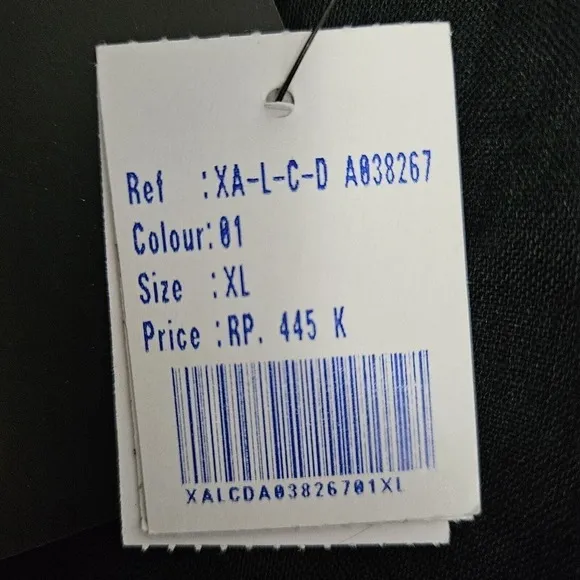 Ref :XA-L-C-D A038267
Colour:01
Size :XL
Price :RP. 445 K
XALCDA03826701XL